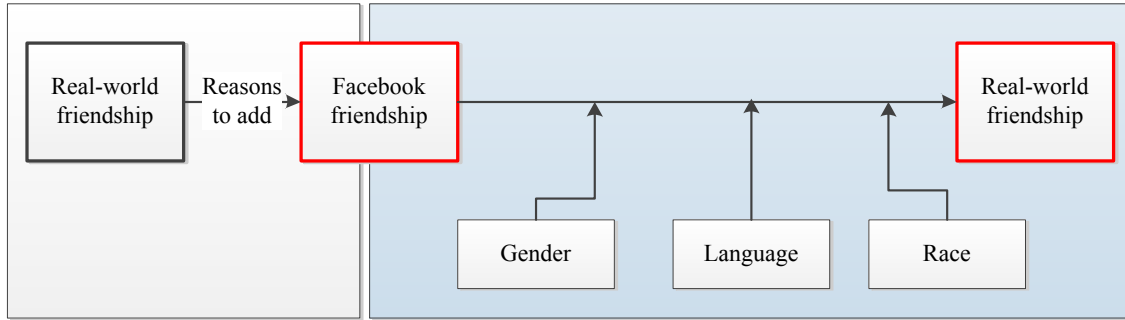 Real-world
friendship
Reasons
to add
Facebook
friendship
Real-world
friendship
Gender
Language
Race